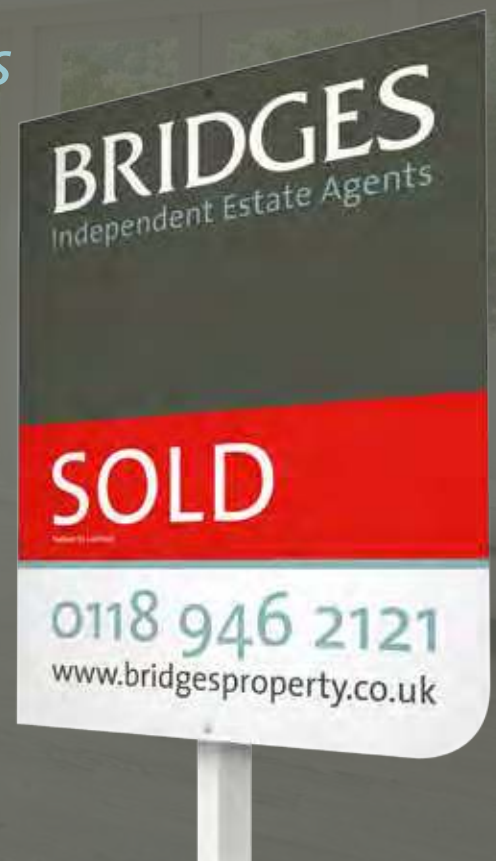 s
BRIDGES
Independent Estate Agents
SOLD
0118 946 2121
www.bridgesproperty.co.uk